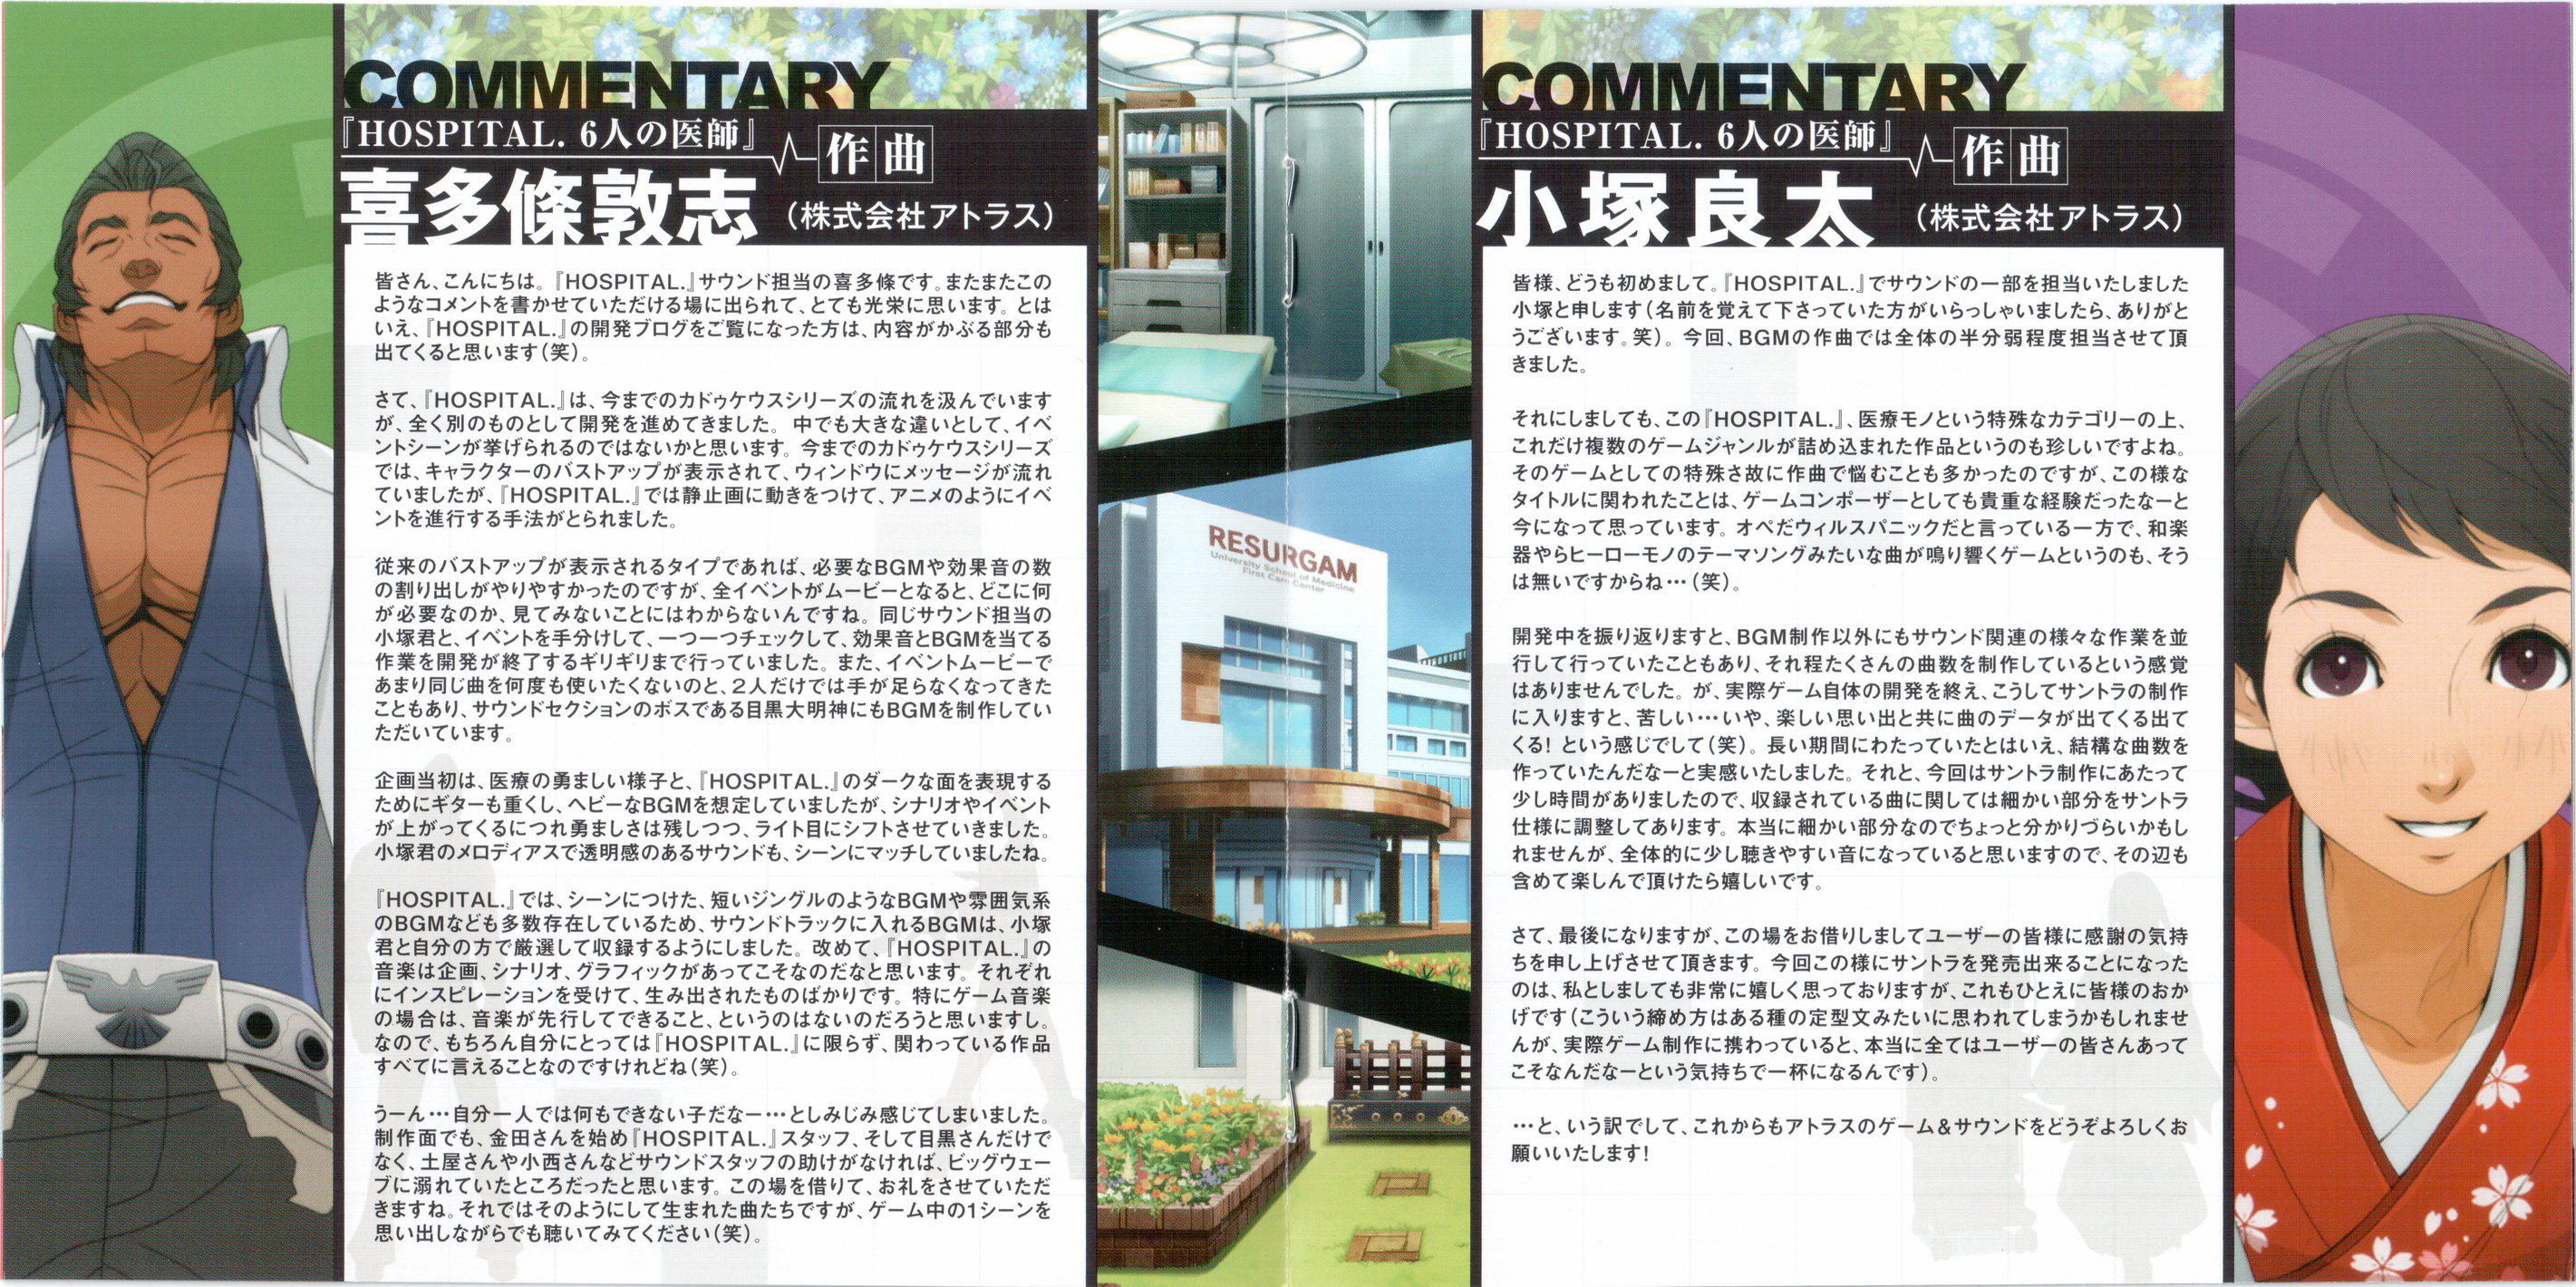 COMMENTARY
『HOSPITAL. 6人の医師』
作曲
喜多條敦志 (株式会社アトラス)
皆さん、こんにちは。『HOSPITAL.』サウンド担当の喜多條です。またまたこの
ようなコメントを書かせていただける場に出られて、とても光栄に思います。とは
いえ、『HOSPITAL.』の開発ブログをご覧になった方は、内容がかぶる部分も
出てくると思います(笑)。
さて、『HOSPITAL.』は、今までのカドゥケウスシリーズの流れを汲んでいます
が、全く別のものとして開発を進めてきました。中でも大きな違いとして、イベ
ントシーンが挙げられるのではないかと思います。今までのカドゥケウスシリーズ
では、キャラクターのバストアップが表示されて、ウィンドウにメッセージが流れ
ていましたが、『HOSPITAL.』では静止画に動きをつけて、アニメのようにイベ
ントを進行する手法がとられました。
従来のバストアップが表示されるタイプであれば、必要なBGMや効果音の数
の割り出しがやりやすかったのですが、全イベントがムービーとなると、どこに何
が必要なのか、見てみないことにはわからないんですね。同じサウンド担当の
小塚君と、イベントを手分けして、一つ一つチェックして、効果音とBGMを当てる
作業を開発が終了するギリギリまで行っていました。また、イベントムービーで
あまり同じ曲を何度も使いたくないのと、2人だけでは手が足らなくなってきた
こともあり、サウンドセクションのボスである目黒大明神にもBGMを制作してい
ただいています。
企画当初は、医療の勇ましい様子と、『HOSPITAL.』のダークな面を表現する
ためにギターも重くし、ヘビーなBGMを想定していましたが、シナリオやイベント
が上がってくるにつれ勇ましさは残しつつ、ライト目にシフトさせていきました。
小塚君のメロディアスで透明感のあるサウンドも、シーンにマッチしていましたね。
『HOSPITAL.』では、シーンにつけた、短いジングルのようなBGMや雰囲気系
のBGMなども多数存在しているため、サウンドトラックに入れるBGMは、小塚
君と自分の方で厳選して収録するようにしました。改めて、『HOSPITAL.』の
音楽は企画、シナリオ、グラフィックがあってこそなのだなと思います。それぞれ
にインスピレーションを受けて、生み出されたものばかりです。特にゲーム音楽
の場合は、音楽が先行してできること、というのはないのだろうと思いますし。
なので、もちろん自分にとっては『HOSPITAL.』に限らず、関わっている作品
すべてに言えることなのですけれどね(笑)。
うーん…自分一人では何もできない子だなー…としみじみ感じてしまいました。
制作面でも、金田さんを始め『HOSPITAL.』スタッフ、そして目黒さんだけで
なく、土屋さんや小西さんなどサウンドスタッフの助けがなければ、ビッグウェー
ブに溺れていたところだったと思います。この場を借りて、お礼をさせていただ
きますね。それではそのようにして生まれた曲たちですが、ゲーム中の1シーンを
思い出しながらでも聴いてみてください(笑)。
RESURGAM
University School of Medicine
First Care Center
COMMENTARY
『HOSPITAL. 6人の医師』
作曲
小塚良太 (株式会社アトラス)
皆様、どうも初めまして。『HOSPITAL.』でサウンドの一部を担当いたしました
小塚と申します(名前を覚えて下さっていた方がいらっしゃいましたら、ありがと
うございます。笑)。今回、BGMの作曲では全体の半分弱程度担当させて頂
きました。
それにしましても、この『HOSPITAL.』、医療モノという特殊なカテゴリーの上、
これだけ複数のゲームジャンルが詰め込まれた作品というのも珍しいですよね。
そのゲームとしての特殊さ故に作曲で悩むことも多かったのですが、この様な
タイトルに関われたことは、ゲームコンポーザーとしても貴重な経験だったなーと
今になって思っています。オペだウィルスパニックだと言っている一方で、和楽
器やらヒーローモノのテーマソングみたいな曲が鳴り響くゲームというのも、そう
は無いですからね…(笑)。
開発中を振り返りますと、BGM制作以外にもサウンド関連の様々な作業を並
行して行っていたこともあり、それ程たくさんの曲数を制作しているという感覚
はありませんでした。が、実際ゲーム自体の開発を終え、こうしてサントラの制作
に入りますと、苦しい…いや、楽しい思い出と共に曲のデータが出てくる出て
くる! という感じでして(笑)。長い期間にわたっていたとはいえ、結構な曲数を
作っていたんだなーと実感いたしました。それと、今回はサントラ制作にあたって
少し時間がありましたので、収録されている曲に関しては細かい部分をサントラ
仕様に調整してあります。本当に細かい部分なのでちょっと分かりづらいかもし
れませんが、全体的に少し聴きやすい音になっていると思いますので、その辺も
含めて楽しんで頂けたら嬉しいです。
さて、最後になりますが、この場をお借りしましてユーザーの皆様に感謝の気持
ちを申し上げさせて頂きます。今回この様にサントラを発売出来ることになった
のは、私としましても非常に嬉しく思っておりますが、これもひとえに皆様のおか
げです(こういう締め方はある種の定型文みたいに思われてしまうかもしれませ
んが、実際ゲーム制作に携わっていると、本当に全てはユーザーの皆さんあって
こそなんだなーという気持ちで一杯になるんです)。
…と、いう訳でして、これからもアトラスのゲーム&サウンドをどうぞよろしくお
願いいたします!